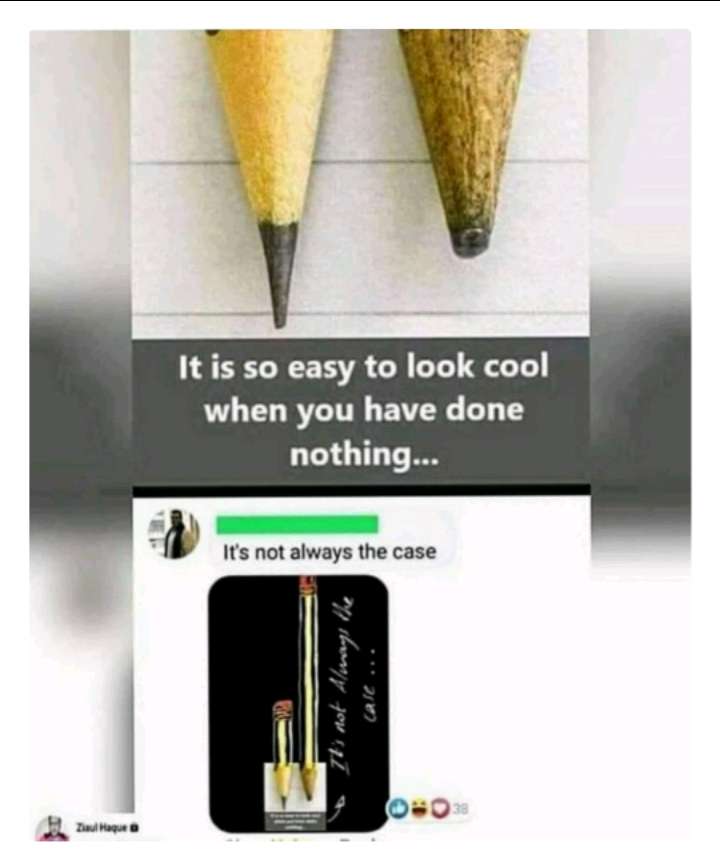 It is so easy to look cool
when you have done
nothing...
It's not always the case
It's not Always the
case ...
38
Ziaul Haque